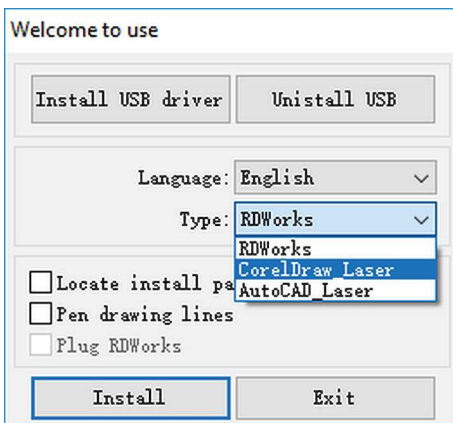 Welcome to use
Install USB driver Unistall USB
Language: English
Type: RDWorks
RDWorks
CorelDraw_Laser
AutoCAD_Laser
Locate install pa
Pen drawing lines
Plug RDWorks
Install Exit